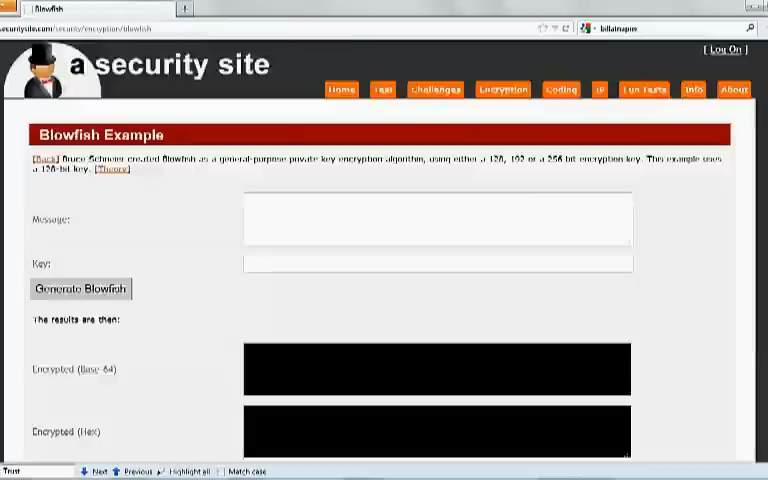 Blowfish
ecuritysite.com/security/encryption/blowfish
billatnapier
[ Log On ]
a security site
Home Test Challenges Encryption Coding IP Fun Tests Info About
Blowfish Example
[Back] Bruce Schneier created Blowfish as a general-purpose private key encryption algorithm, using either a 128, 192 or a 256 bit encryption key. This example uses
a 128-bit key. [Theory]
Message:
Key:
Generate Blowfish
The results are then:
Encrypted (Base-64)
Encrypted (Hex)
Trust Next Previous Highlight all Match case